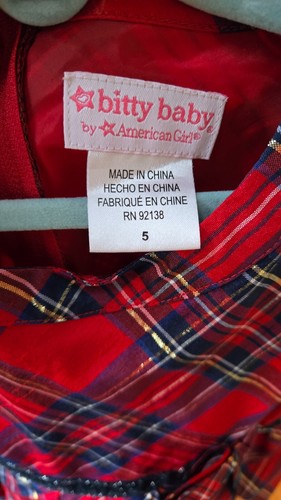 bitty baby®
by American Girl®
MADE IN CHINA
HECHO EN CHINA
FABRIQUÉ EN CHINE
RN 92138
5